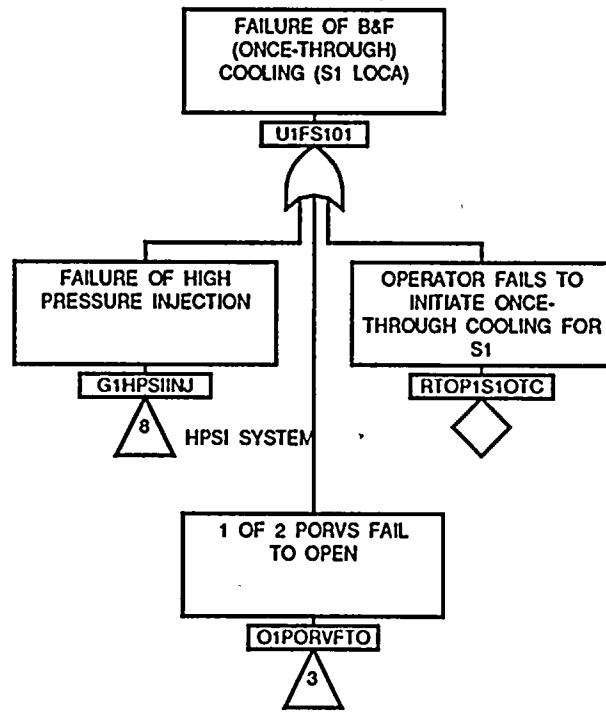 FAILURE OF B&F
(ONCE-THROUGH)
COOLING (S1 LOCA)
U1FS101
FAILURE OF HIGH
PRESSURE INJECTION
G1HPSIINJ
8
HPSI SYSTEM
OPERATOR FAILS TO
INITIATE ONCE-
THROUGH COOLING FOR
S1
RTOP1S1OTC
1 OF 2 PORVS FAIL
TO OPEN
O1PORVFTO
3